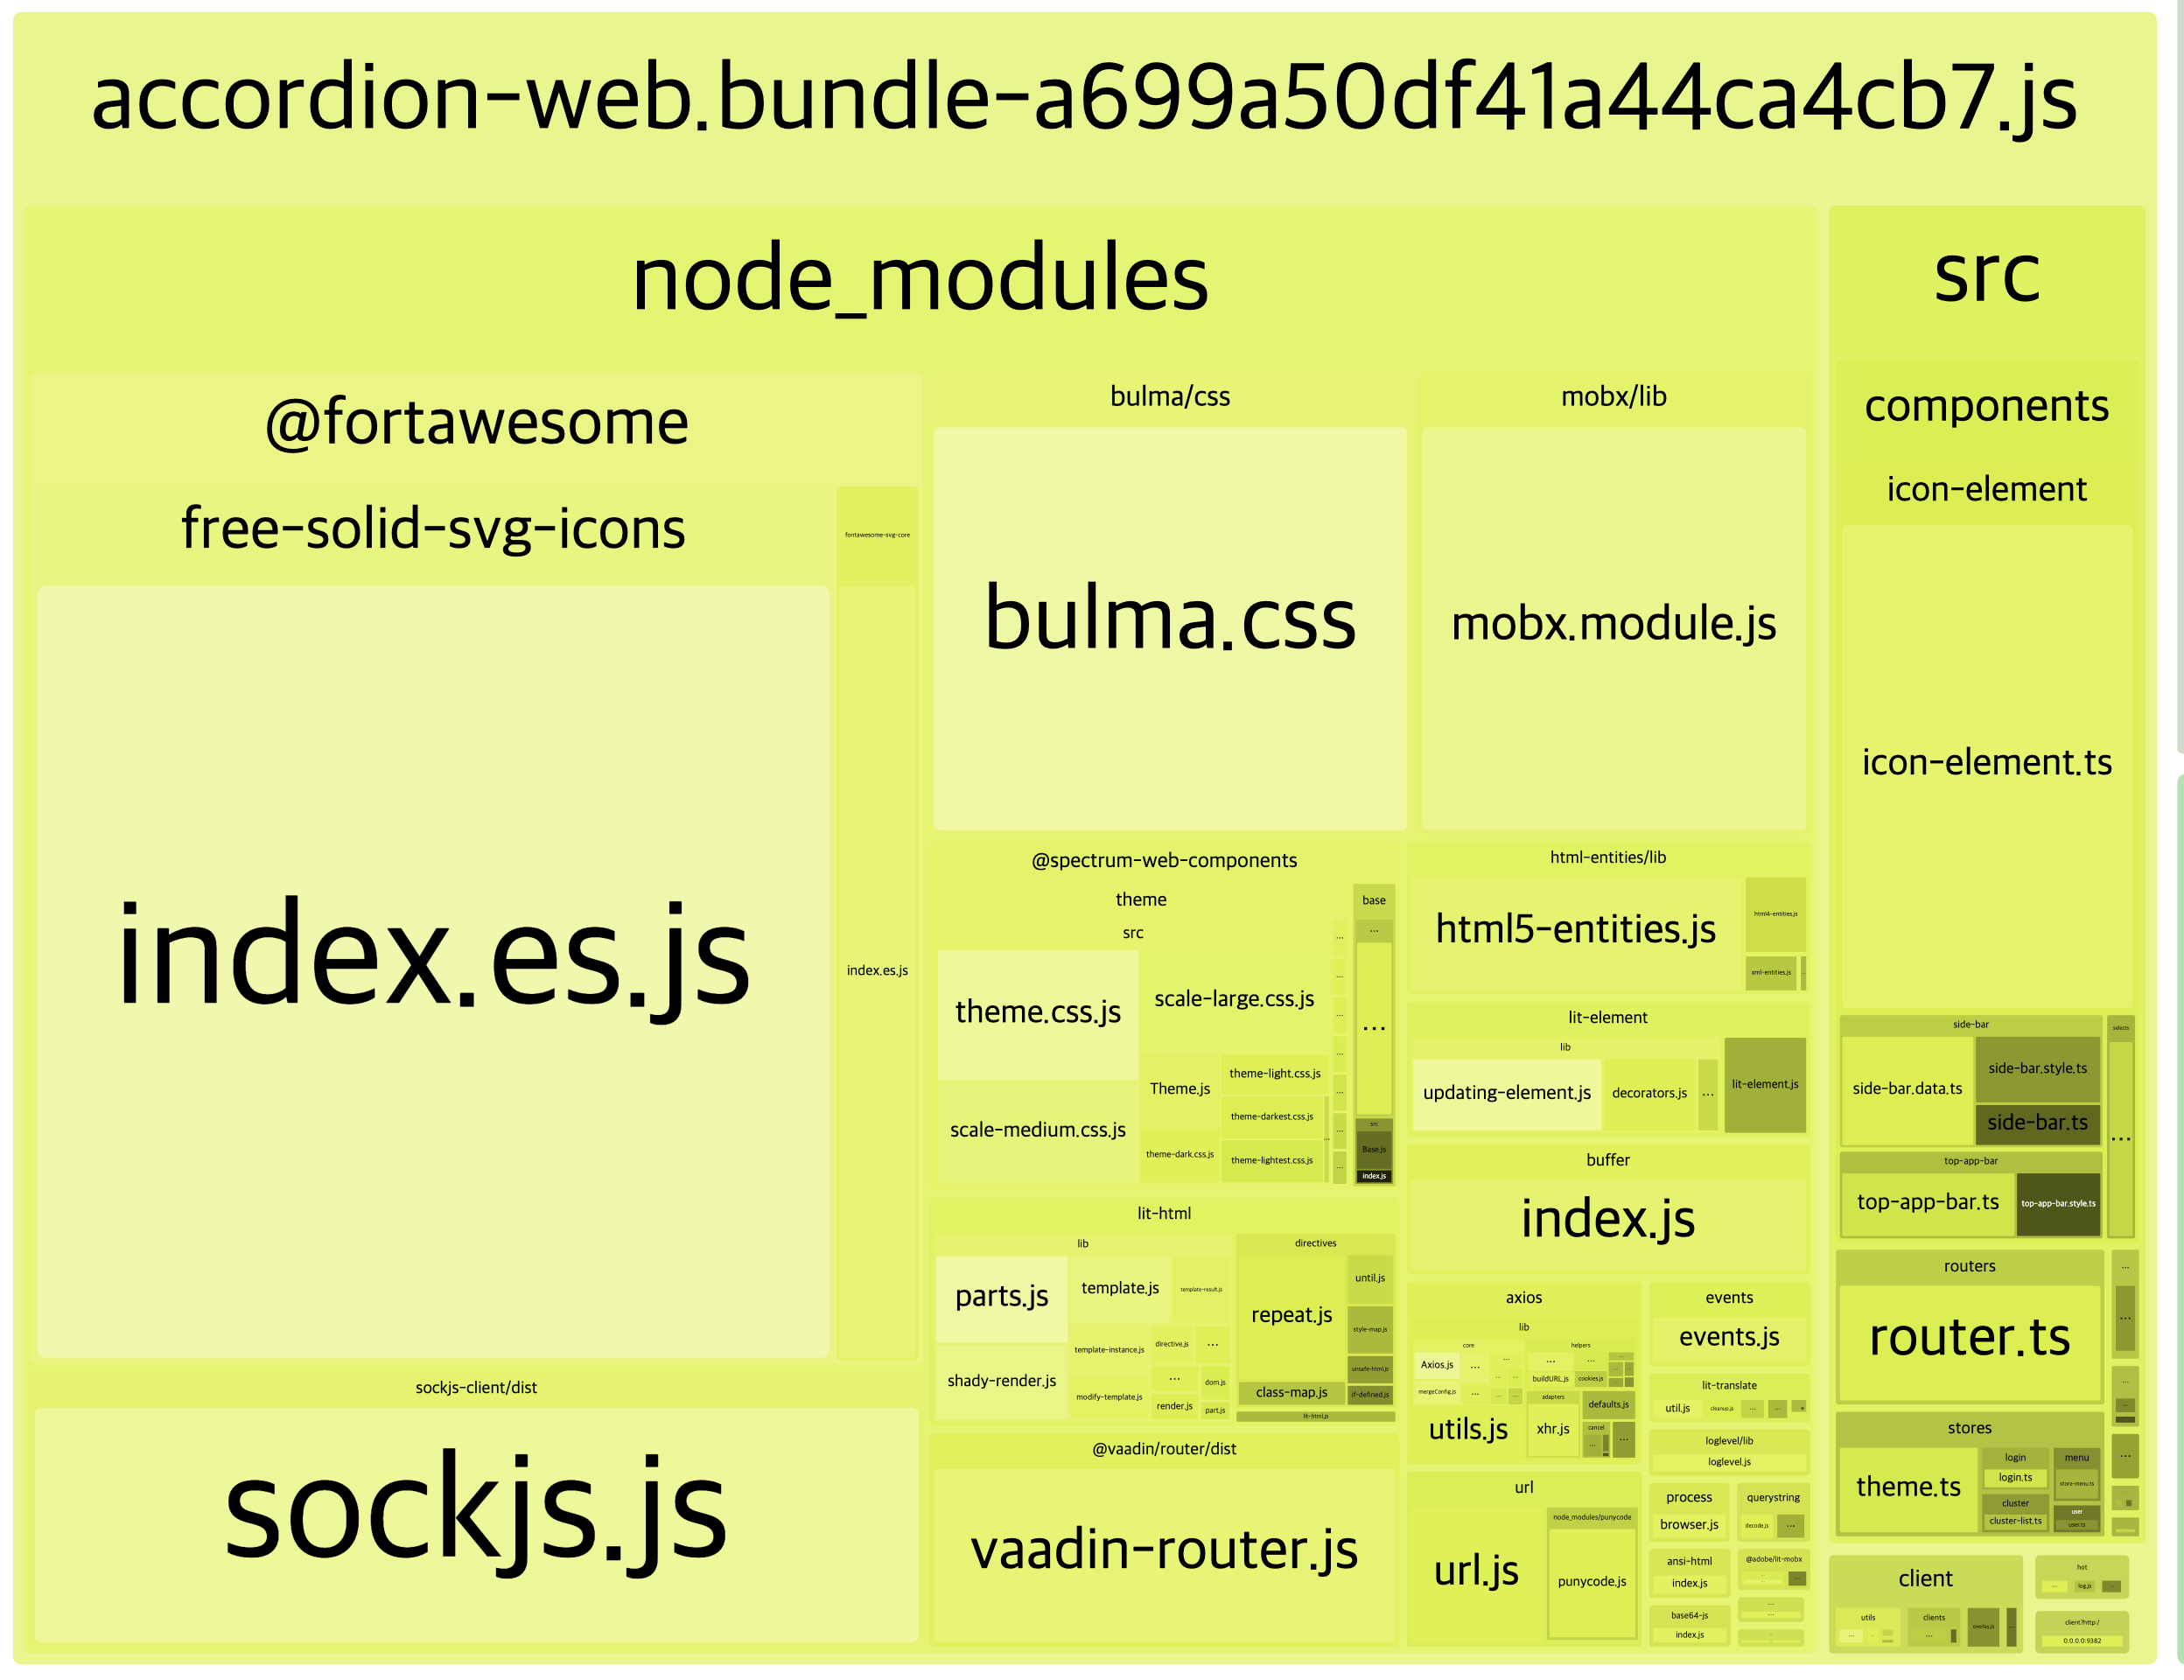 accordion-web.bundle-a699a50df41a44ca4cb7.js
node_modules
@fortawesome
free-solid-svg-icons
index.es.js
fontawesome-svg-core
index.es.js
sockjs-client/dist
sockjs.js
bulma/css
bulma.css
mobx/lib
mobx.module.js
@spectrum-web-components
theme
src
theme.css.js
scale-large.css.js
scale-medium.css.js
Theme.js
theme-light.css.js
theme-darkest.css.js
theme-dark.css.js
theme-lightest.css.js
...
...
...
...
...
...
...
...
base
...
...
src
Base.js
index.js
html-entities/lib
html5-entities.js
html4-entities.js
xml-entities.js
lit-element
lib
updating-element.js
decorators.js
...
lit-element.js
buffer
index.js
lit-html
lib
parts.js
template.js
template-result.js
shady-render.js
template-instance.js
directive.js
...
modify-template.js
...
dom.js
render.js
part.js
directives
repeat.js
until.js
style-map.js
unsafe-html.js
class-map.js
if-defined.js
lit-html.js
@vaadin/router/dist
vaadin-router.js
axios
lib
core
Axios.js
...
...
mergeConfig.js
...
...
...
helpers
...
...
buildURL.js
cookies.js
utils.js
adapters
xhr.js
defaults.js
cancel
...
...
events
events.js
lit-translate
util.js
cleanup.js
...
...
loglevel/lib
loglevel.js
url
url.js
node_modules/punycode
punycode.js
process
browser.js
querystring
decode.js
...
ansi-html
index.js
@adobe/lit-mobx
...
base64-js
index.js
...
...
src
components
icon-element
icon-element.ts
side-bar
side-bar.data.ts
side-bar.style.ts
side-bar.ts
selects
...
top-app-bar
top-app-bar.ts
top-app-bar.style.ts
routers
router.ts
...
...
...
...
...
stores
theme.ts
login
login.ts
menu
store-menu.ts
cluster
cluster-list.ts
user
user.ts
client
utils
...
clients
...
overlay.js
...
hot
...
log.js
...
client?http:/
0.0.0.0:9382